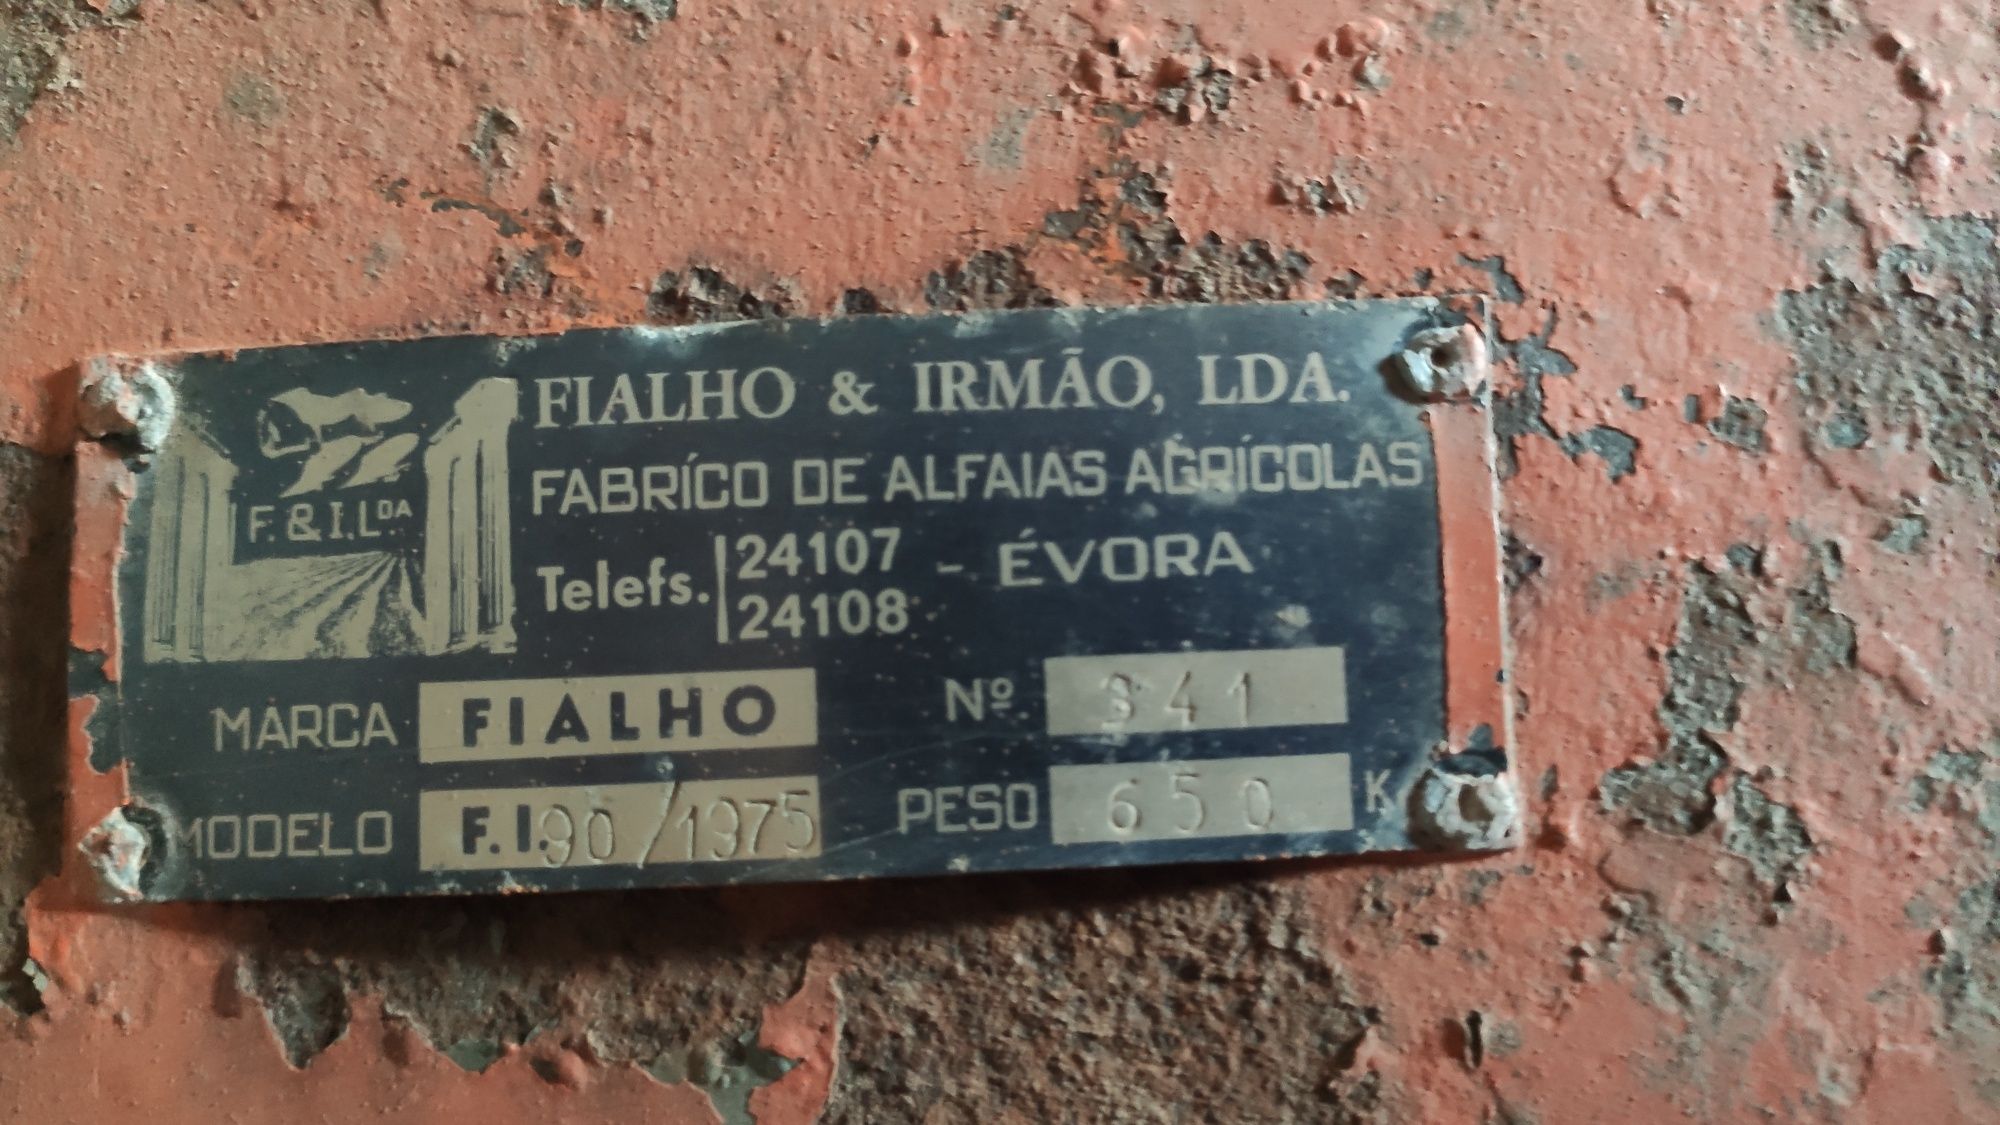 FIALHO & IRMÃO, LDA.
FABRÍCO DE ALFAIAS AGRÍCOLAS
F. & I. LDA
Telefs. 24107 - ÉVORA
24108
MARCA FIALHO Nº 341
MODELO F.I. 90/1975 PESO 650 K